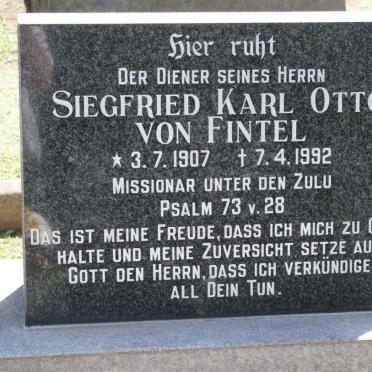 Hier ruht
DER DIENER SEINES HERRN
SIEGFRIED KARL OTTO
VON FINTEL
★ 3.7.1907 † 7.4.1992
MISSIONAR UNTER DEN ZULU
PSALM 73 V. 28
DAS IST MEINE FREUDE, DASS ICH MICH ZU
HALTE UND MEINE ZUVERSICHT SETZE AU
GOTT DEN HERRN, DASS ICH VERKÜNDIGE
ALL DEIN TUN.